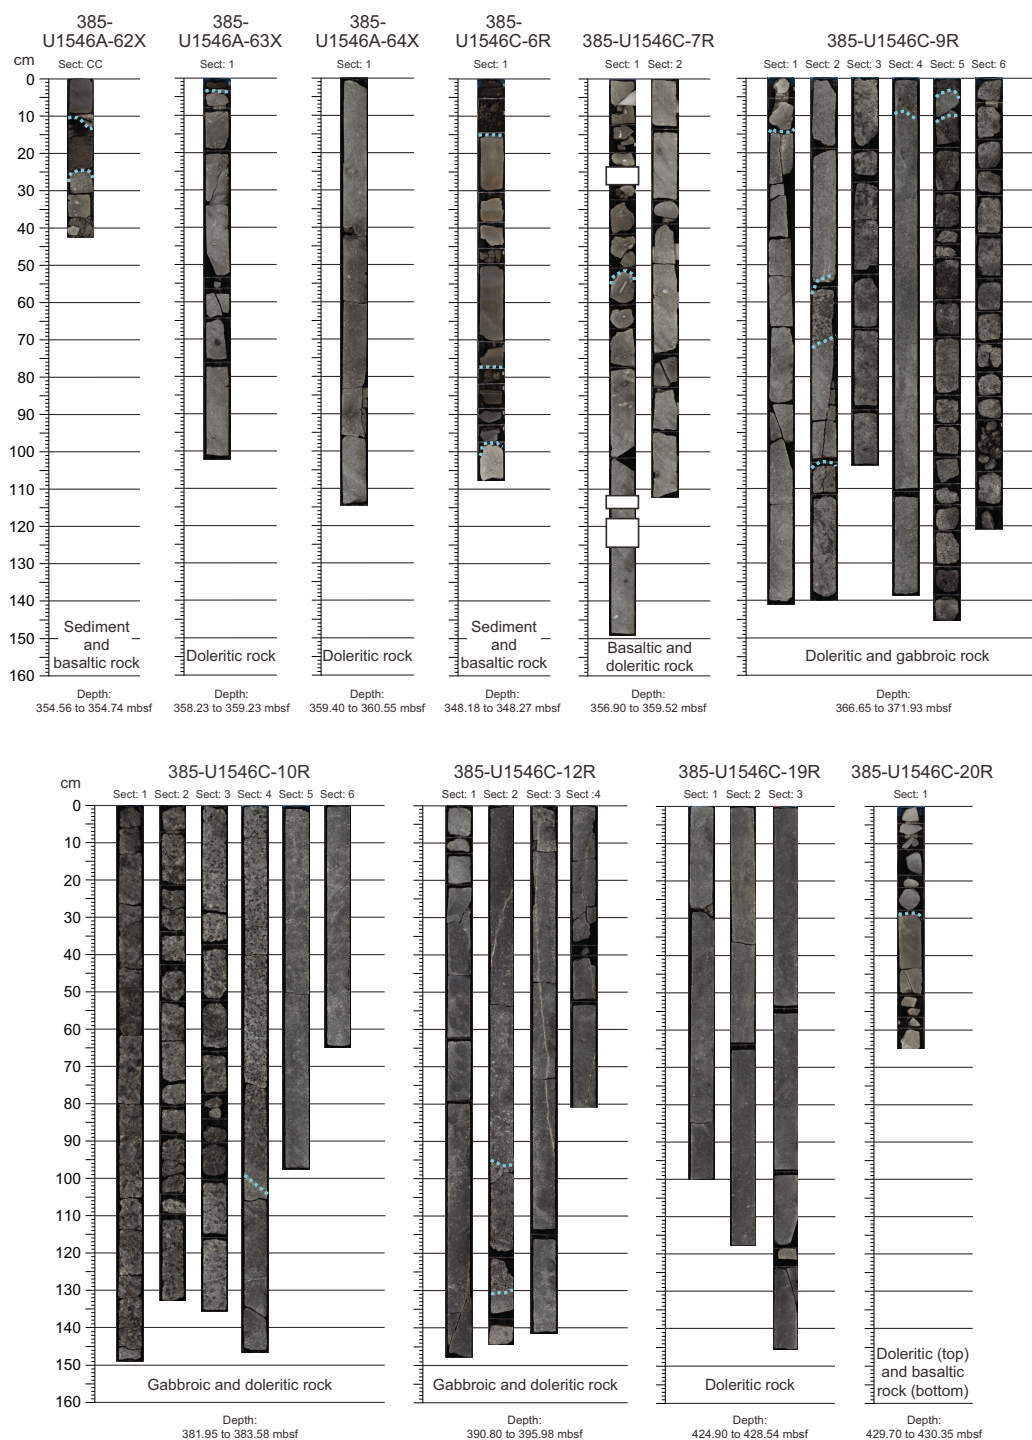 385-
U1546A-62X
385-
U1546A-63X
385-
U1546A-64X
385-
U1546C-6R
385-U1546C-7R
385-U1546C-9R
cm
Sect: CC
Sect: 1
Sect: 1
Sect: 1
Sect: 1 Sect: 2
Sect: 1 Sect: 2 Sect: 3 Sect: 4 Sect: 5 Sect: 6
0
10
20
30
40
50
60
70
80
90
100
110
120
130
140
150
160
Sediment
and
basaltic rock
Doleritic rock
Doleritic rock
Sediment
and
basaltic rock
Basaltic and
doleritic rock
Doleritic and gabbroic rock
Depth:
354.56 to 354.74 mbsf
Depth:
358.23 to 359.23 mbsf
Depth:
359.40 to 360.55 mbsf
Depth:
348.18 to 348.27 mbsf
Depth:
356.90 to 359.52 mbsf
Depth:
366.65 to 371.93 mbsf
385-U1546C-10R
385-U1546C-12R
385-U1546C-19R
385-U1546C-20R
cm
Sect: 1 Sect: 2 Sect: 3 Sect: 4 Sect: 5 Sect: 6
Sect: 1 Sect: 2 Sect: 3 Sect :4
Sect: 1 Sect: 2 Sect: 3
Sect: 1
0
10
20
30
40
50
60
70
80
90
100
110
120
130
140
150
160
Gabbroic and doleritic rock
Gabbroic and doleritic rock
Doleritic rock
Doleritic (top)
and basaltic
rock (bottom)
Depth:
381.95 to 383.58 mbsf
Depth:
390.80 to 395.98 mbsf
Depth:
424.90 to 428.54 mbsf
Depth:
429.70 to 430.35 mbsf